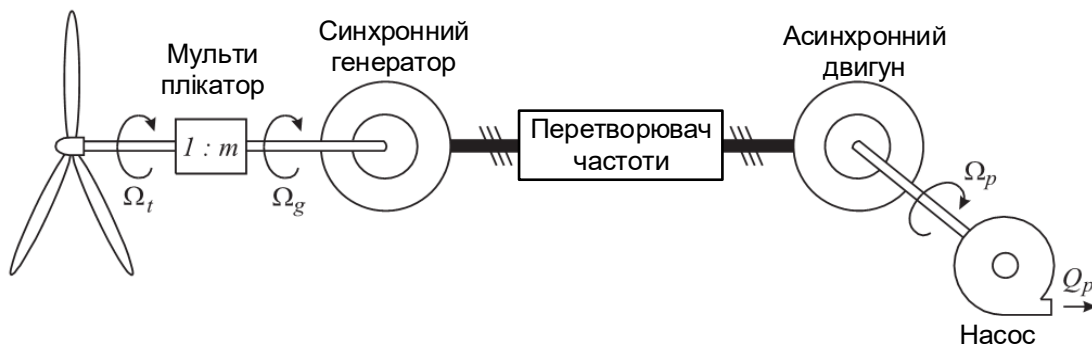 Мульти
плікатор
Синхронний
генератор
Асинхронний
двигун
1 : m
Перетворювач
частоти
Ωt
Ωg
Ωp
Qp
Насос